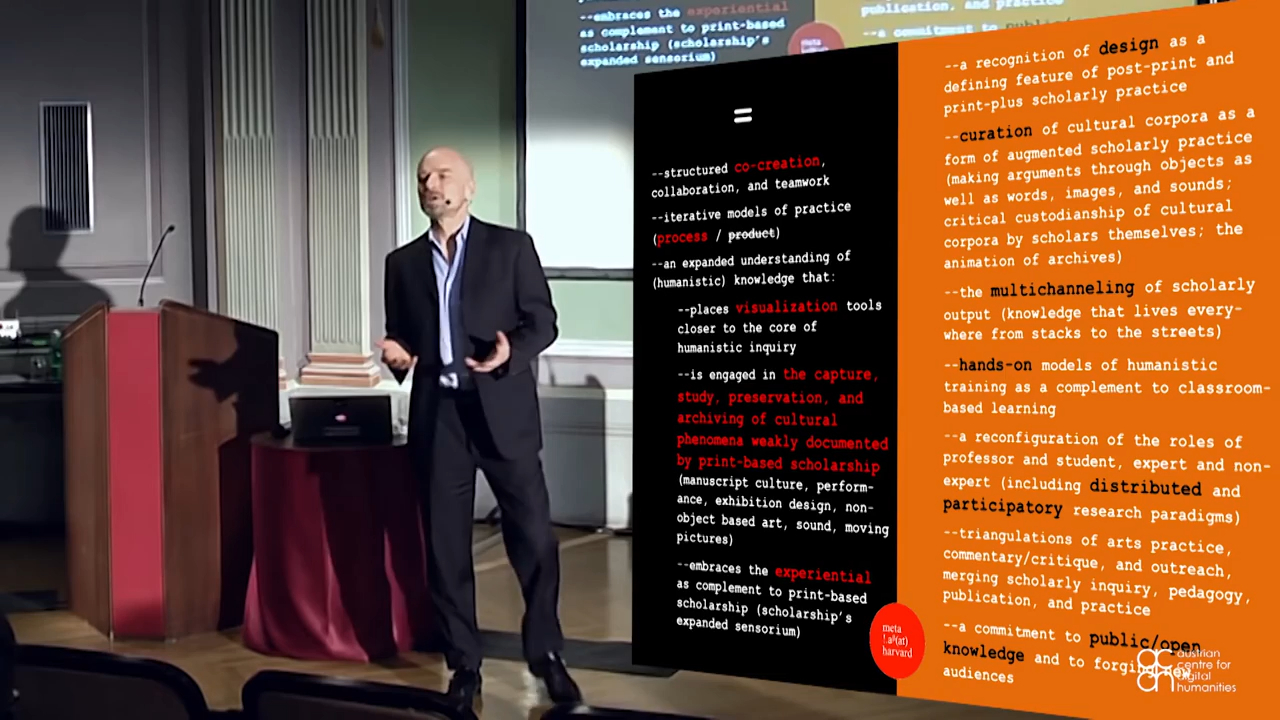 --embraces the experiential
as complement to print-based
scholarship (scholarship's
expanded sensorium)
publication, and practice
--a commitment to public/
meta
=
--structured co-creation,
collaboration, and teamwork
--iterative models of practice
(process / product)
--an expanded understanding of
(humanistic) knowledge that:
--places visualization tools
closer to the core of
humanistic inquiry
--is engaged in the capture,
study, preservation, and
archiving of cultural
phenomena weakly documented
by print-based scholarship
(manuscript culture, perform-
ance, exhibition design, non-
object based art, sound, moving
pictures)
--embraces the experiential
as complement to print-based
scholarship (scholarship's
expanded sensorium)
meta
harvard
--a recognition of design as a
defining feature of post-print and
print-plus scholarly practice
--curation of cultural corpora as a
form of augmented scholarly practice
(making arguments through objects as
well as words, images, and sounds;
critical custodianship of cultural
corpora by scholars themselves; the
animation of archives)
--the multichanneling of scholarly
output (knowledge that lives every-
where from stacks to the streets)
--hands-on models of humanistic
training as a complement to classroom-
based learning
--a reconfiguration of the roles of
professor and student, expert and non-
expert (including distributed and
participatory research paradigms)
--triangulations of arts practice,
commentary/critique, and outreach,
merging scholarly inquiry, pedagogy,
publication, and practice
--a commitment to public/open
knowledge and to forging new
audiences
ac
dh
austrian
centre for
digital
humanities